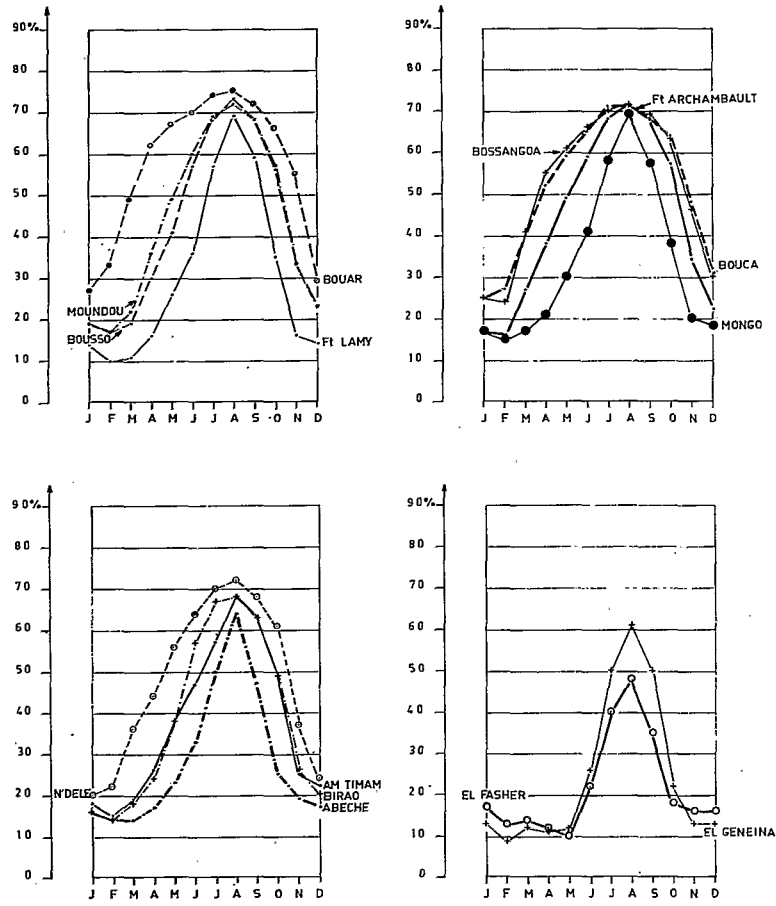 90%
80
70
60
50
40
30
20
10
0
MOUNDOU
BOUSSO
BOUAR
Ft LAMY
J F M A M J J A S O N D
90%
80
70
60
50
40
30
20
10
0
Ft ARCHAMBAULT
BOSSANGOA
BOUCA
MONGO
J F M A M J J A S O N D
90%
80
70
60
50
40
30
20
10
0
N'DELE
AM TIMAM
BIRAO
ABECHE
J F M A M J J A S O N D
90%
80
70
60
50
40
30
20
10
0
EL FASHER
EL GENEINA
J F M A M J J A S O N D